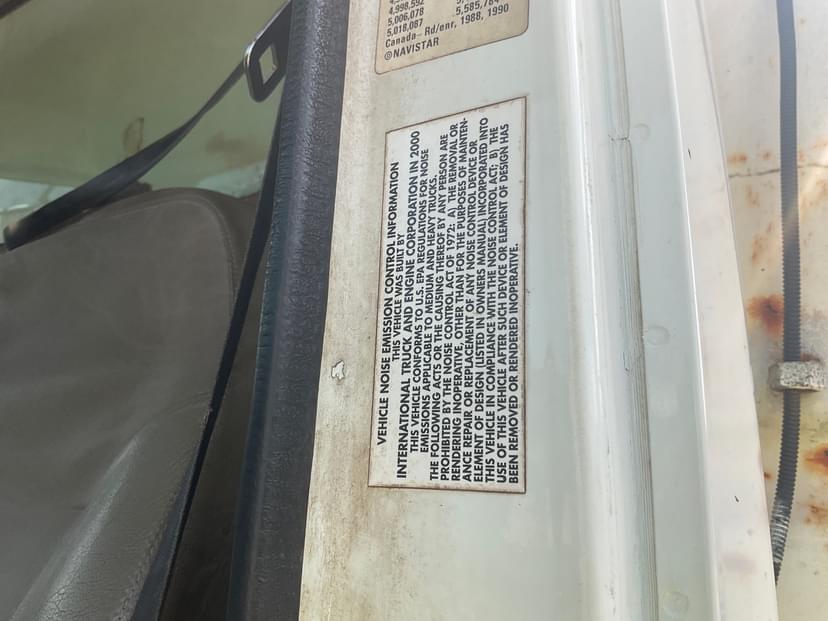 4,998,592
5,006,078
5,018,087
Canada- Rd/enr, 1988, 1990
©NAVISTAR
VEHICLE NOISE EMISSION CONTROL INFORMATION
THIS VEHICLE WAS BUILT BY
INTERNATIONAL TRUCK AND ENGINE CORPORATION IN 2000
THIS VEHICLE CONFORMS TO U.S. EPA REGULATIONS FOR NOISE
EMISSIONS APPLICABLE TO MEDIUM AND HEAVY TRUCKS.
THE FOLLOWING ACTS OR THE CAUSING THEREOF BY ANY PERSON ARE
PROHIBITED BY THE NOISE CONTROL ACT OF 1972: A) THE REMOVAL OR
RENDERING INOPERATIVE, OTHER THAN FOR THE PURPOSES OF MAINTEN-
ANCE REPAIR OR REPLACEMENT OF ANY NOISE CONTROL DEVICE OR
ELEMENT OF DESIGN (LISTED IN OWNERS MANUAL) INCORPORATED INTO
THIS VEHICLE IN COMPLIANCE WITH THE NOISE CONTROL ACT; B) THE
USE OF THIS VEHICLE AFTER SUCH DEVICE OR ELEMENT OF DESIGN HAS
BEEN REMOVED OR RENDERED INOPERATIVE.